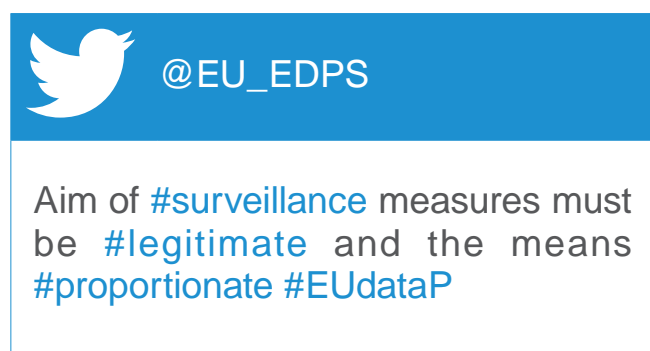 @EU_EDPS
Aim of #surveillance measures must
be #legitimate and the means
#proportionate #EUdataP